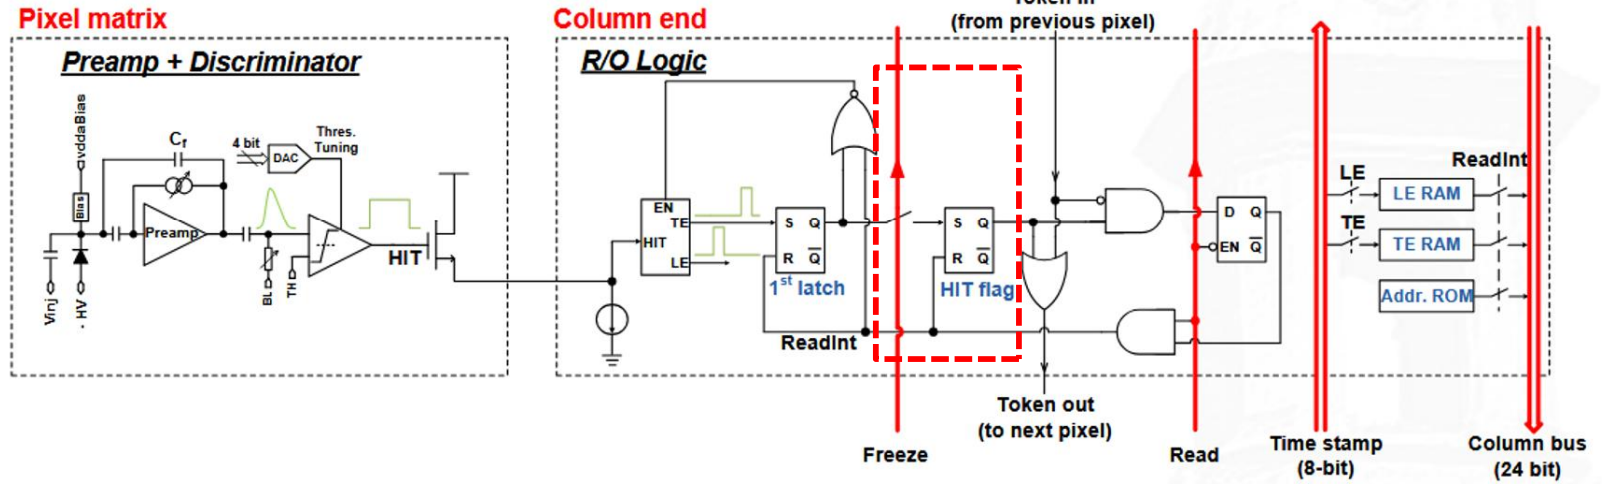 Pixel matrix
Preamp + Discriminator
vddaBias
Bias
Cf
4 bit
DAC
Thres.
Tuning
Preamp
HIT
Vinj
- HV
BL
TH
Column end
R/O Logic
Token in
(from previous pixel)
EN
TE
HIT
LE
S Q
R Q
1st latch
S Q
R Q
HIT flag
ReadInt
D Q
EN Q
LE
TE
ReadInt
LE RAM
TE RAM
Addr. ROM
Token out
(to next pixel)
Freeze
Read
Time stamp
(8-bit)
Column bus
(24 bit)